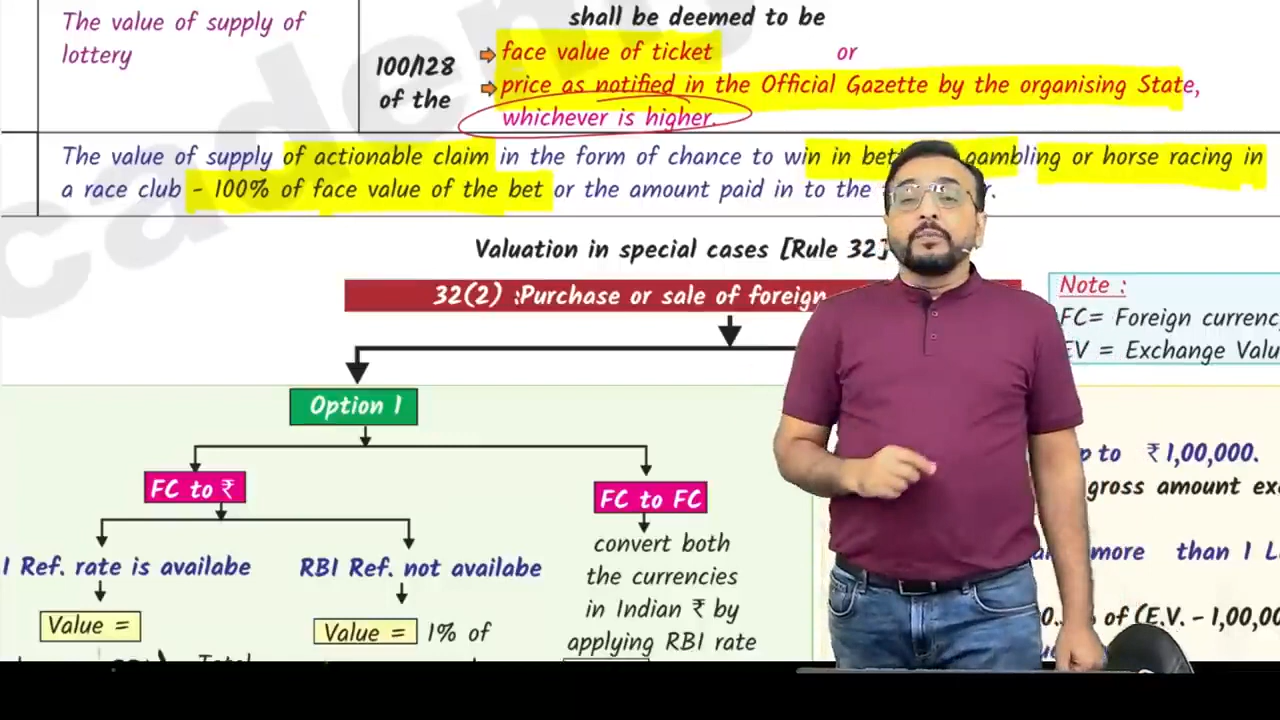 The value of supply of
lottery
shall be deemed to be
100/128
of the
face value of ticket or
price as notified in the Official Gazette by the organising State,
whichever is higher.
The value of supply of actionable claim in the form of chance to win in gambling or horse racing in
a race club - 100% of face value of the bet or the amount paid in to the
Valuation in special cases [Rule 32]
32(2) :Purchase or sale of foreign
Note :
FC= Foreign currency
EV = Exchange Valu
Option 1
FC to ₹
FC to FC
up to ₹ 1,00,000.
gross amount exc
Ref. rate is availabe
RBI Ref. not availabe
convert both
the currencies
in Indian ₹ by
applying RBI rate
more than 1 L
Value =
Value = 1% of
of (E.V. - 1,00,00
Total
cademy